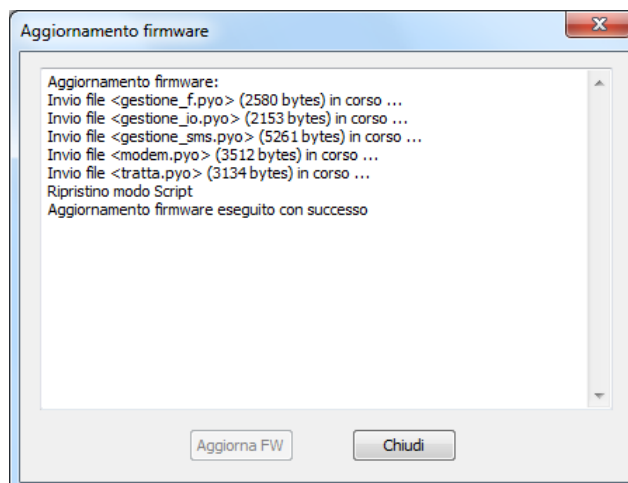 Aggiornamento firmware
Aggiornamento firmware:
Invio file <gestione_f.pyo> (2580 bytes) in corso ...
Invio file <gestione_io.pyo> (2153 bytes) in corso ...
Invio file <gestione_sms.pyo> (5261 bytes) in corso ...
Invio file <modem.pyo> (3512 bytes) in corso ...
Invio file <tratta.pyo> (3134 bytes) in corso ...
Ripristino modo Script
Aggiornamento firmware eseguito con successo
Aggiorna FW
Chiudi